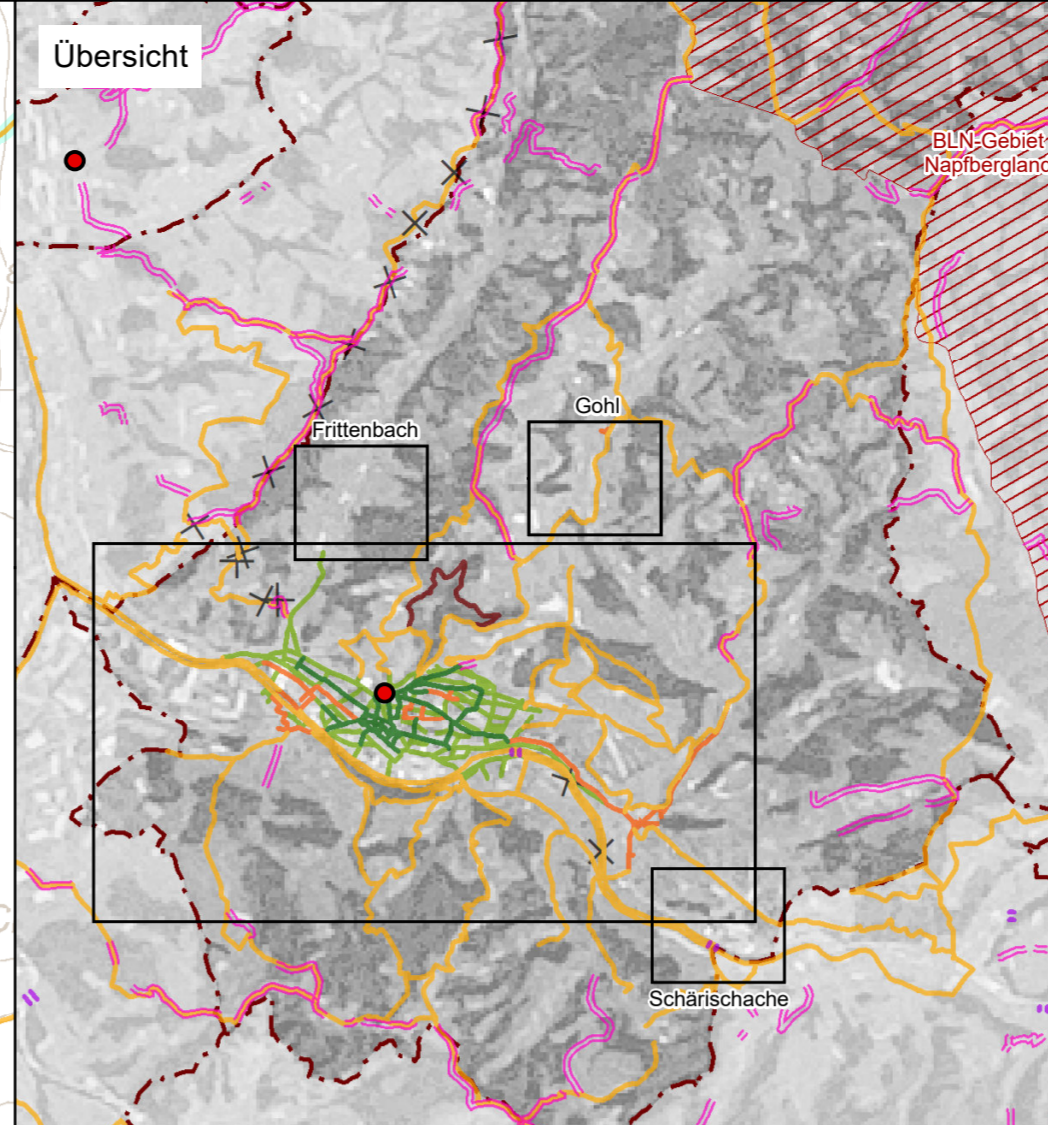 Übersicht
BLN-Gebiet
Napfbergland
Gohl
Frittenbach
Schärischache